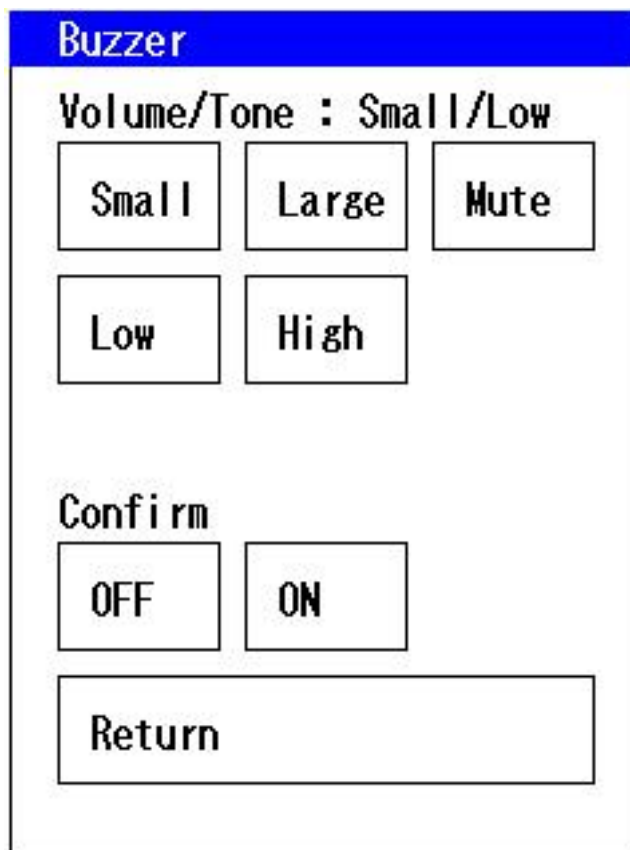 Buzzer
Volume/Tone : Small/Low
Small Large Mute
Low High
Confirm
OFF ON
Return